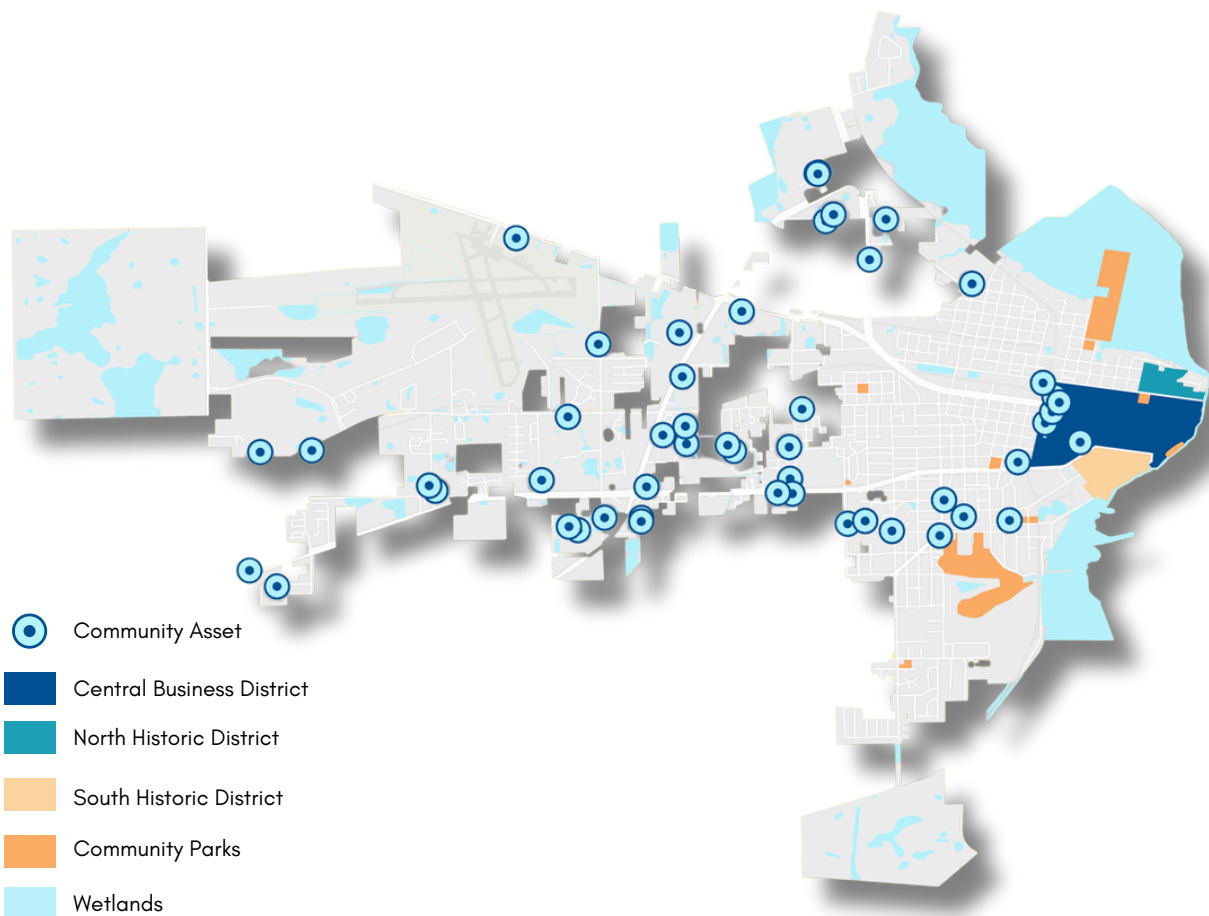 Community Asset
Central Business District
North Historic District
South Historic District
Community Parks
Wetlands